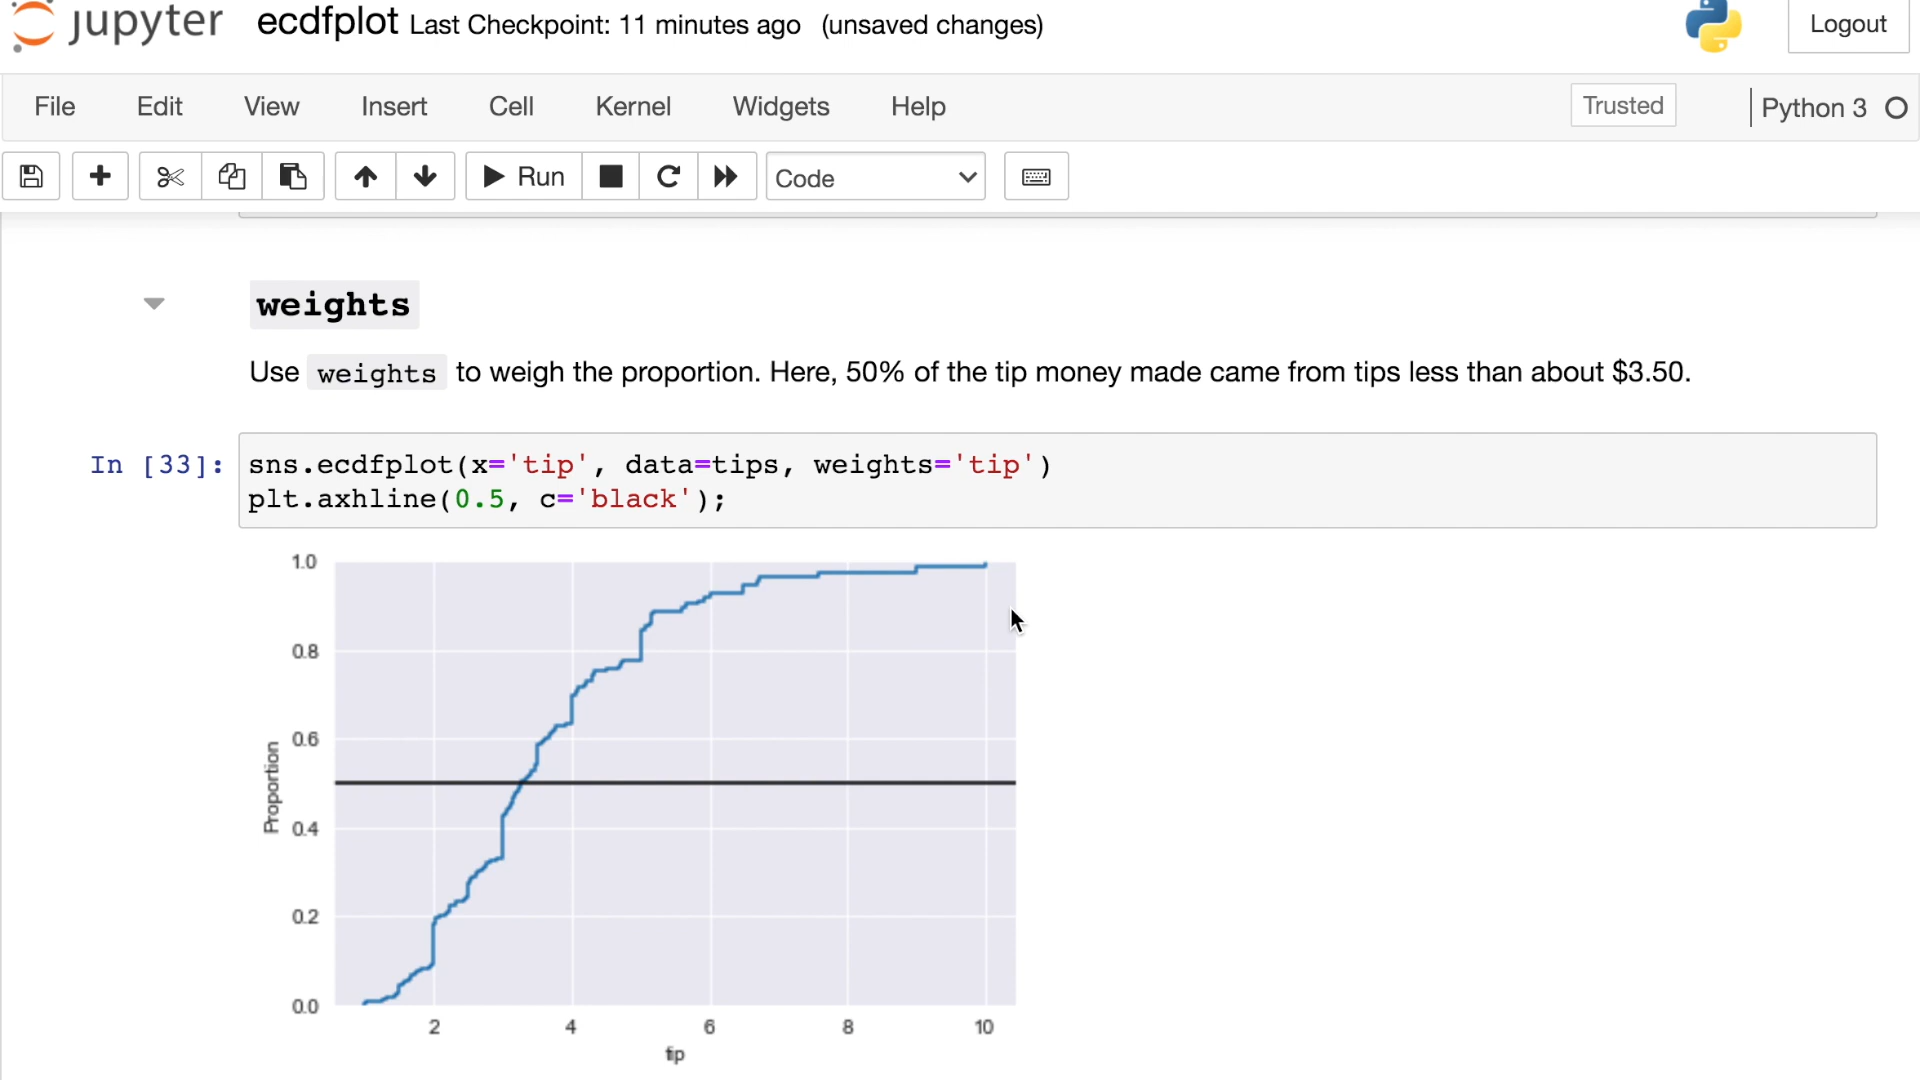 jupyter ecdfplot Last Checkpoint: 11 minutes ago (unsaved changes) Logout
File Edit View Insert Cell Kernel Widgets Help Trusted Python 3
Run Code
weights
Use weights to weigh the proportion. Here, 50% of the tip money made came from tips less than about $3.50.
In [33]: sns.ecdfplot(x='tip', data=tips, weights='tip')
plt.axhline(0.5, c='black');
1.0
0.8
0.6
Proportion
0.4
0.2
0.0
2 4 6 8 10
tip